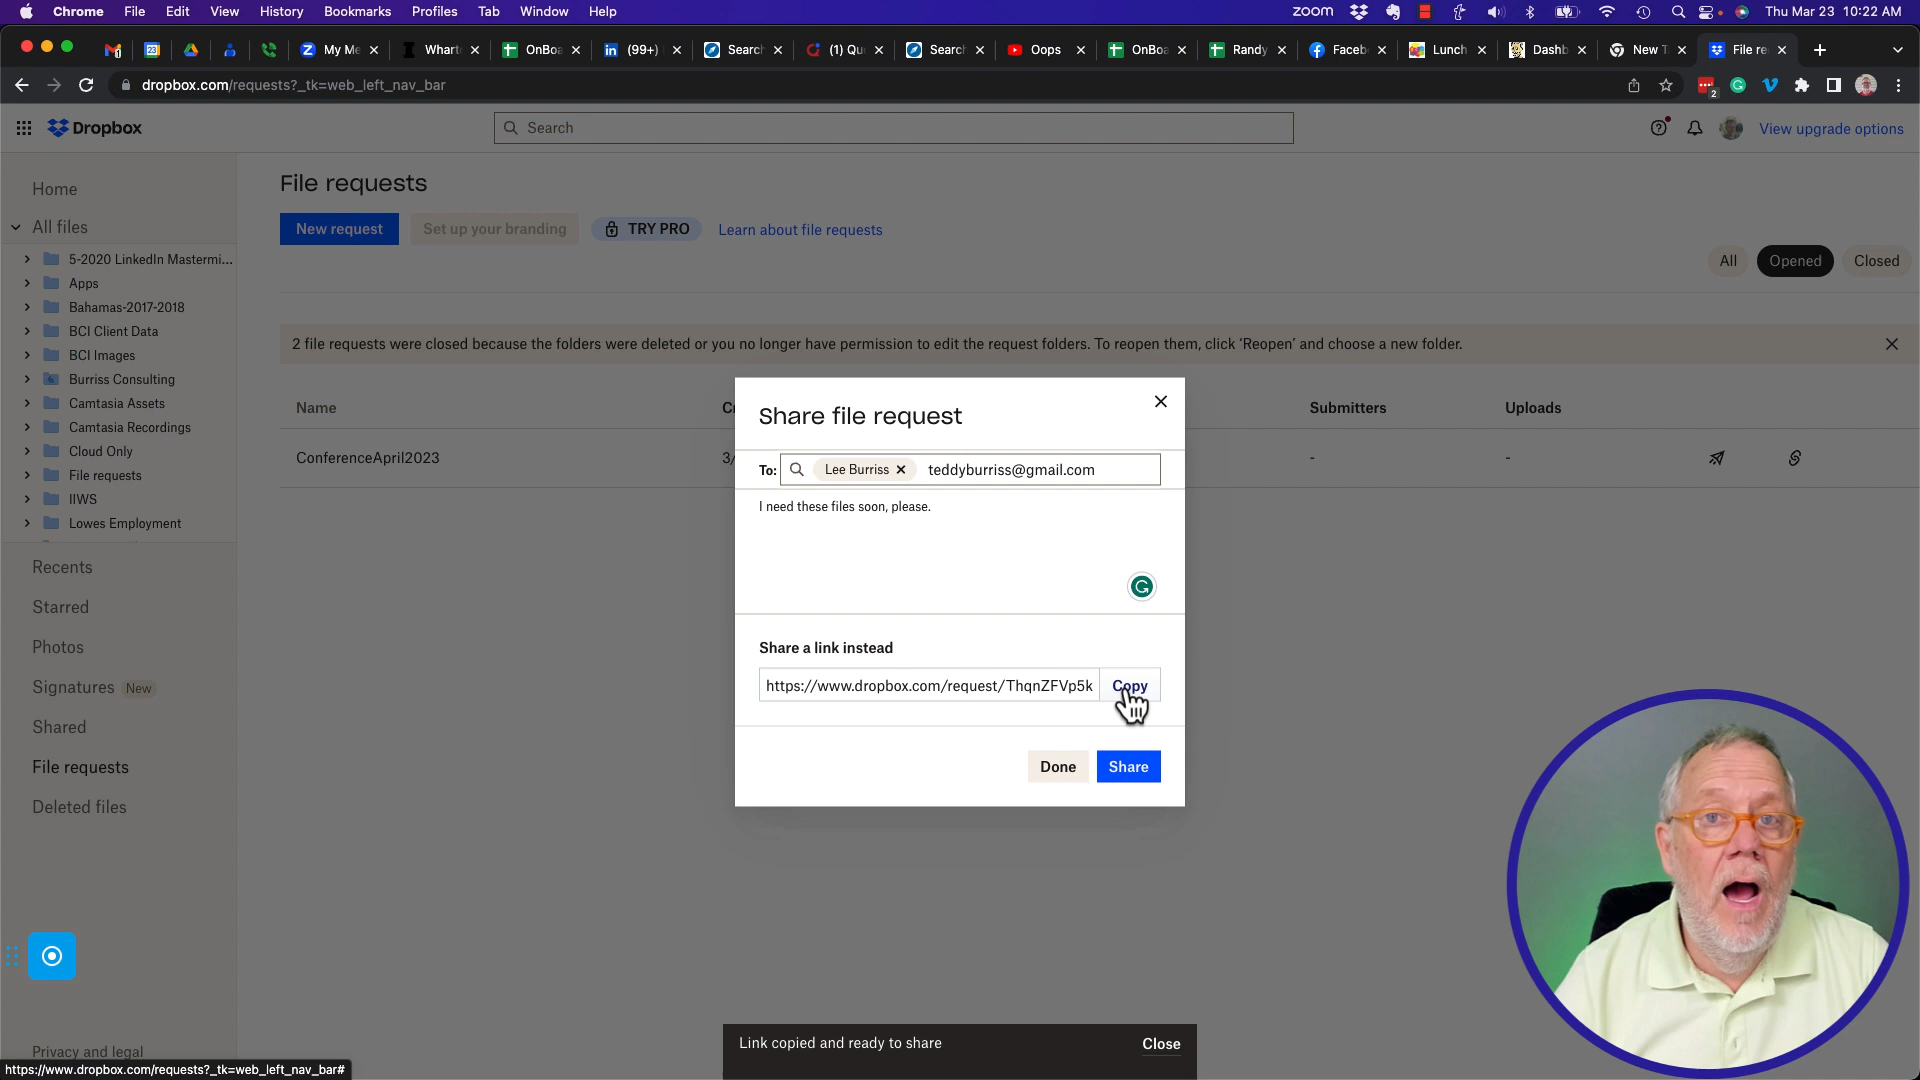 Chrome File Edit View History Bookmarks Profiles Tab Window Help zoom Thu Mar 23 10:22 AM
My Me Whart OnBoa (99+) Search (1) Qu Search Oops OnBoa Randy Faceb Lunch Dashb New T File re
dropbox.com/requests?_tk=web_left_nav_bar 2
Dropbox Search View upgrade options
Home
All files
5-2020 LinkedIn Mastermi...
Apps
Bahamas-2017-2018
BCI Client Data
BCI Images
Burriss Consulting
Camtasia Assets
Camtasia Recordings
Cloud Only
File requests
IIWS
Lowes Employment
Recents
Starred
Photos
Signatures New
Shared
File requests
Deleted files
Privacy and legal
https://www.dropbox.com/requests?_tk=web_left_nav_bar#
File requests
New request Set up your branding TRY PRO Learn about file requests
All Opened Closed
2 file requests were closed because the folders were deleted or you no longer have permission to edit the request folders. To reopen them, click ‘Reopen’ and choose a new folder.
Name Submitters Uploads
ConferenceApril2023 3/ - -
Share file request
To: Lee Burriss teddyburriss@gmail.com
I need these files soon, please.
Share a link instead
https://www.dropbox.com/request/ThqnZFVp5k Copy
Done Share
Link copied and ready to share Close